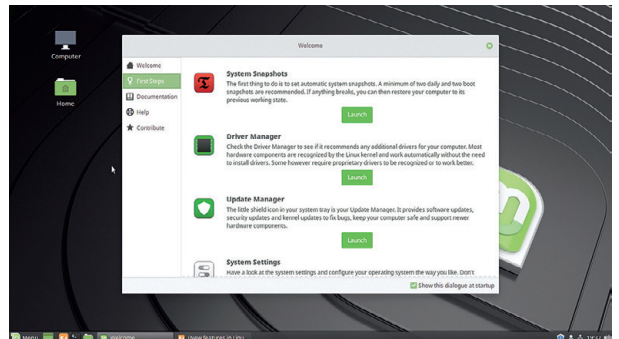 Welcome
Computer
Home
Welcome
First Steps
Documentation
Help
Contribute
System Snapshots
The first thing to do is to set automatic system snapshots. A minimum of two daily and two boot
snapshots are recommended. If anything breaks, you can then restore your computer to its
previous working state.
Launch
Driver Manager
Check the Driver Manager to see if it recommends any additional drivers for your computer. Most
hardware components are recognized by the Linux kernel and work automatically without the need
to install drivers. Some however require proprietary drivers to be recognized or to work better.
Launch
Update Manager
The little shield icon in your system tray is your Update Manager. It provides software updates,
security updates and kernel updates to fix bugs, keep your computer safe and support newer
hardware components.
Launch
System Settings
Have a look at the system settings and configure your operating system the way you like. Don't
Show this dialogue at startup
Menu
Welcome